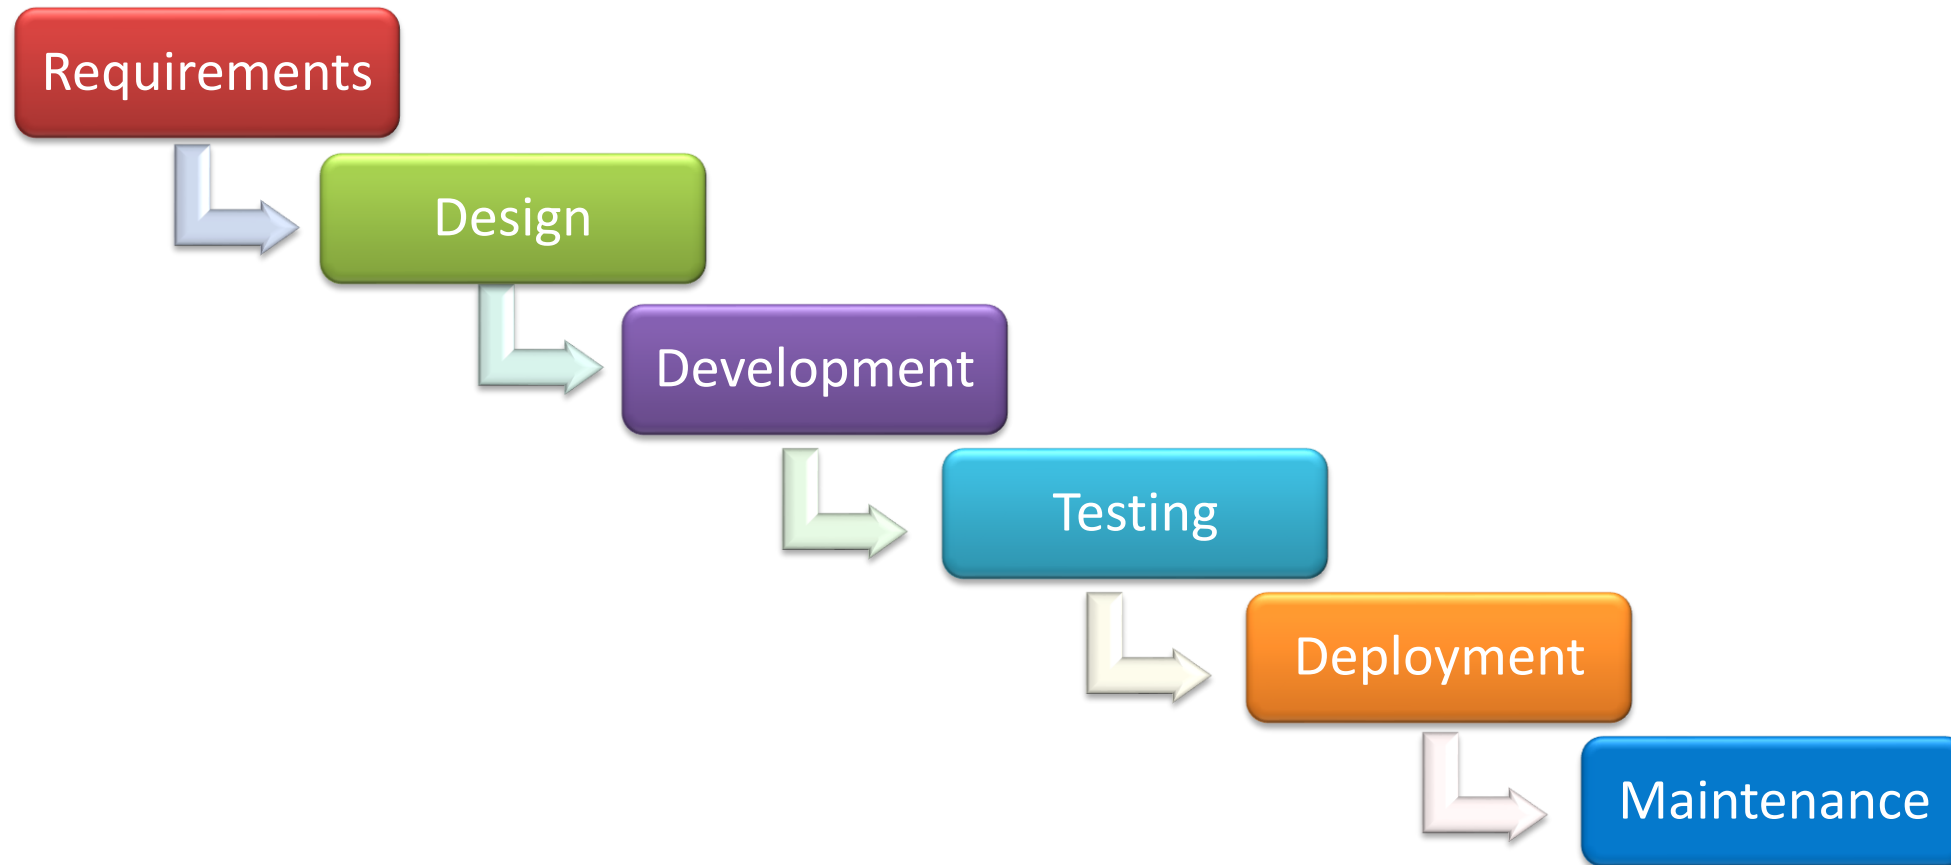 Requirements
Design
Development
Testing
Deployment
Maintenance